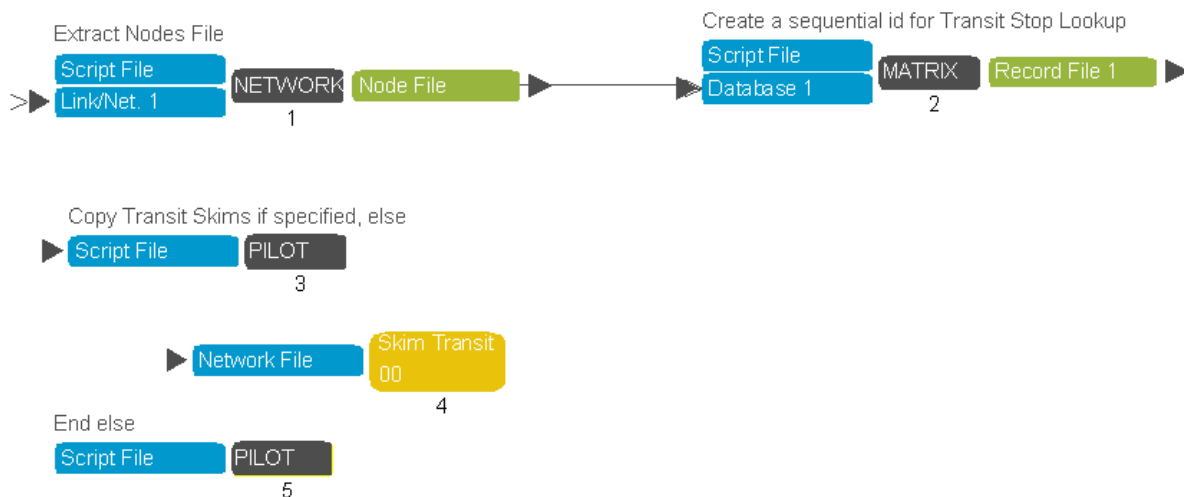 Extract Nodes File
Script File
Link/Net. 1
NETWORK
Node File
1
Create a sequential id for Transit Stop Lookup
Script File
Database 1
MATRIX
Record File 1
2
Copy Transit Skims if specified, else
Script File
PILOT
3
Network File
Skim Transit
00
4
End else
Script File
PILOT
5